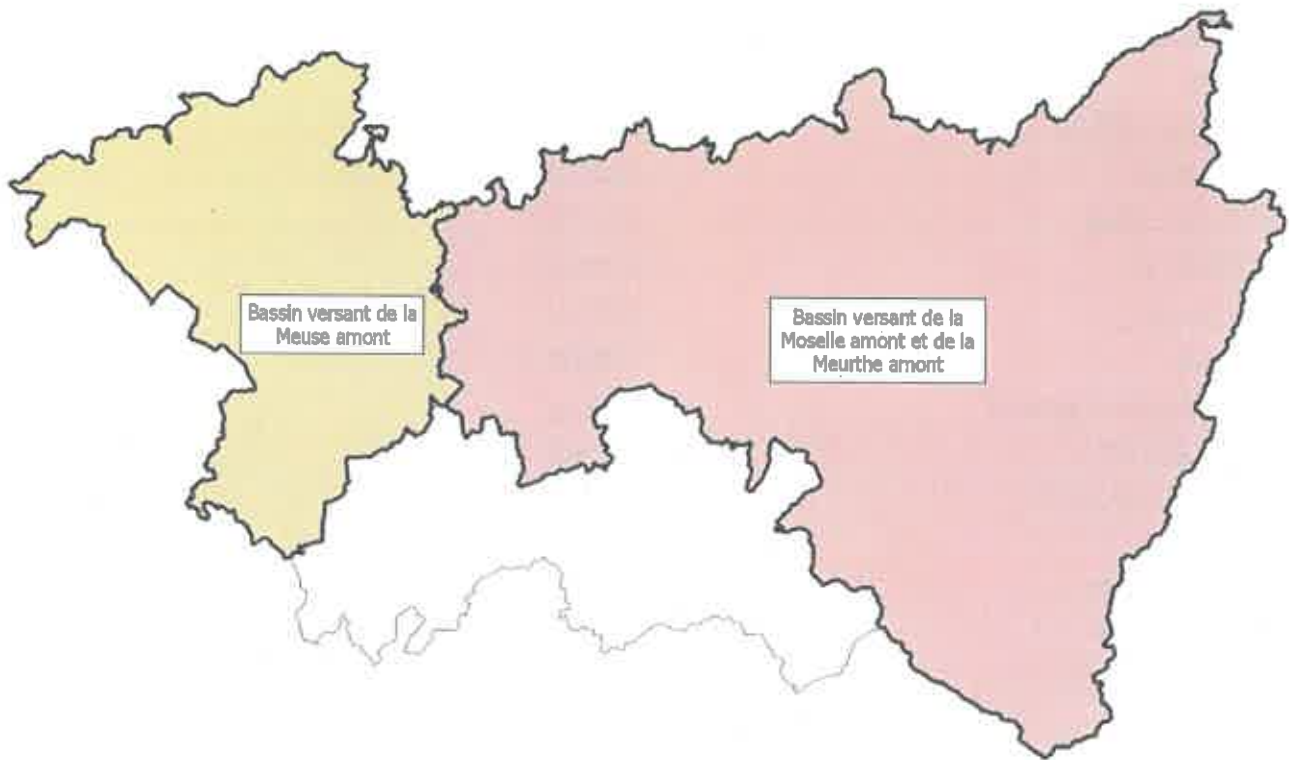 Bassin versant de la
Meuse amont
Bassin versant de la
Moselle amont et de la
Meurthe amont